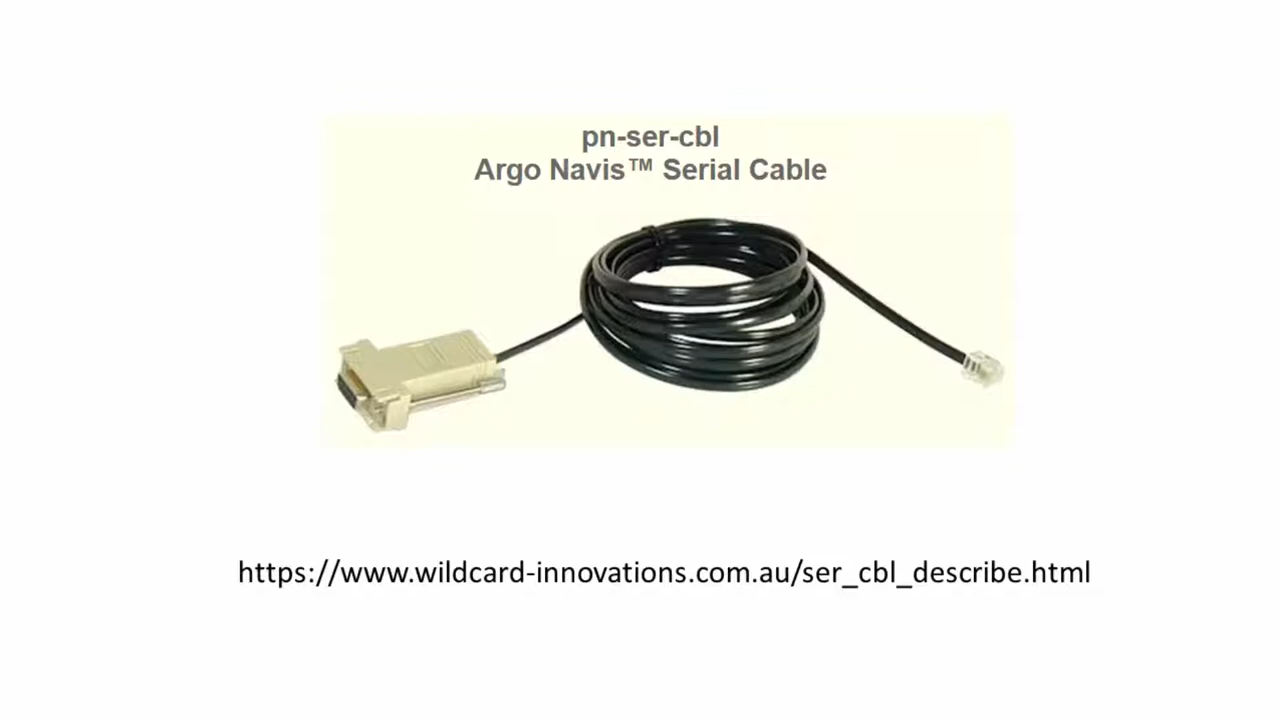 pn-ser-cbl
Argo Navis™ Serial Cable
https://www.wildcard-innovations.com.au/ser_cbl_describe.html